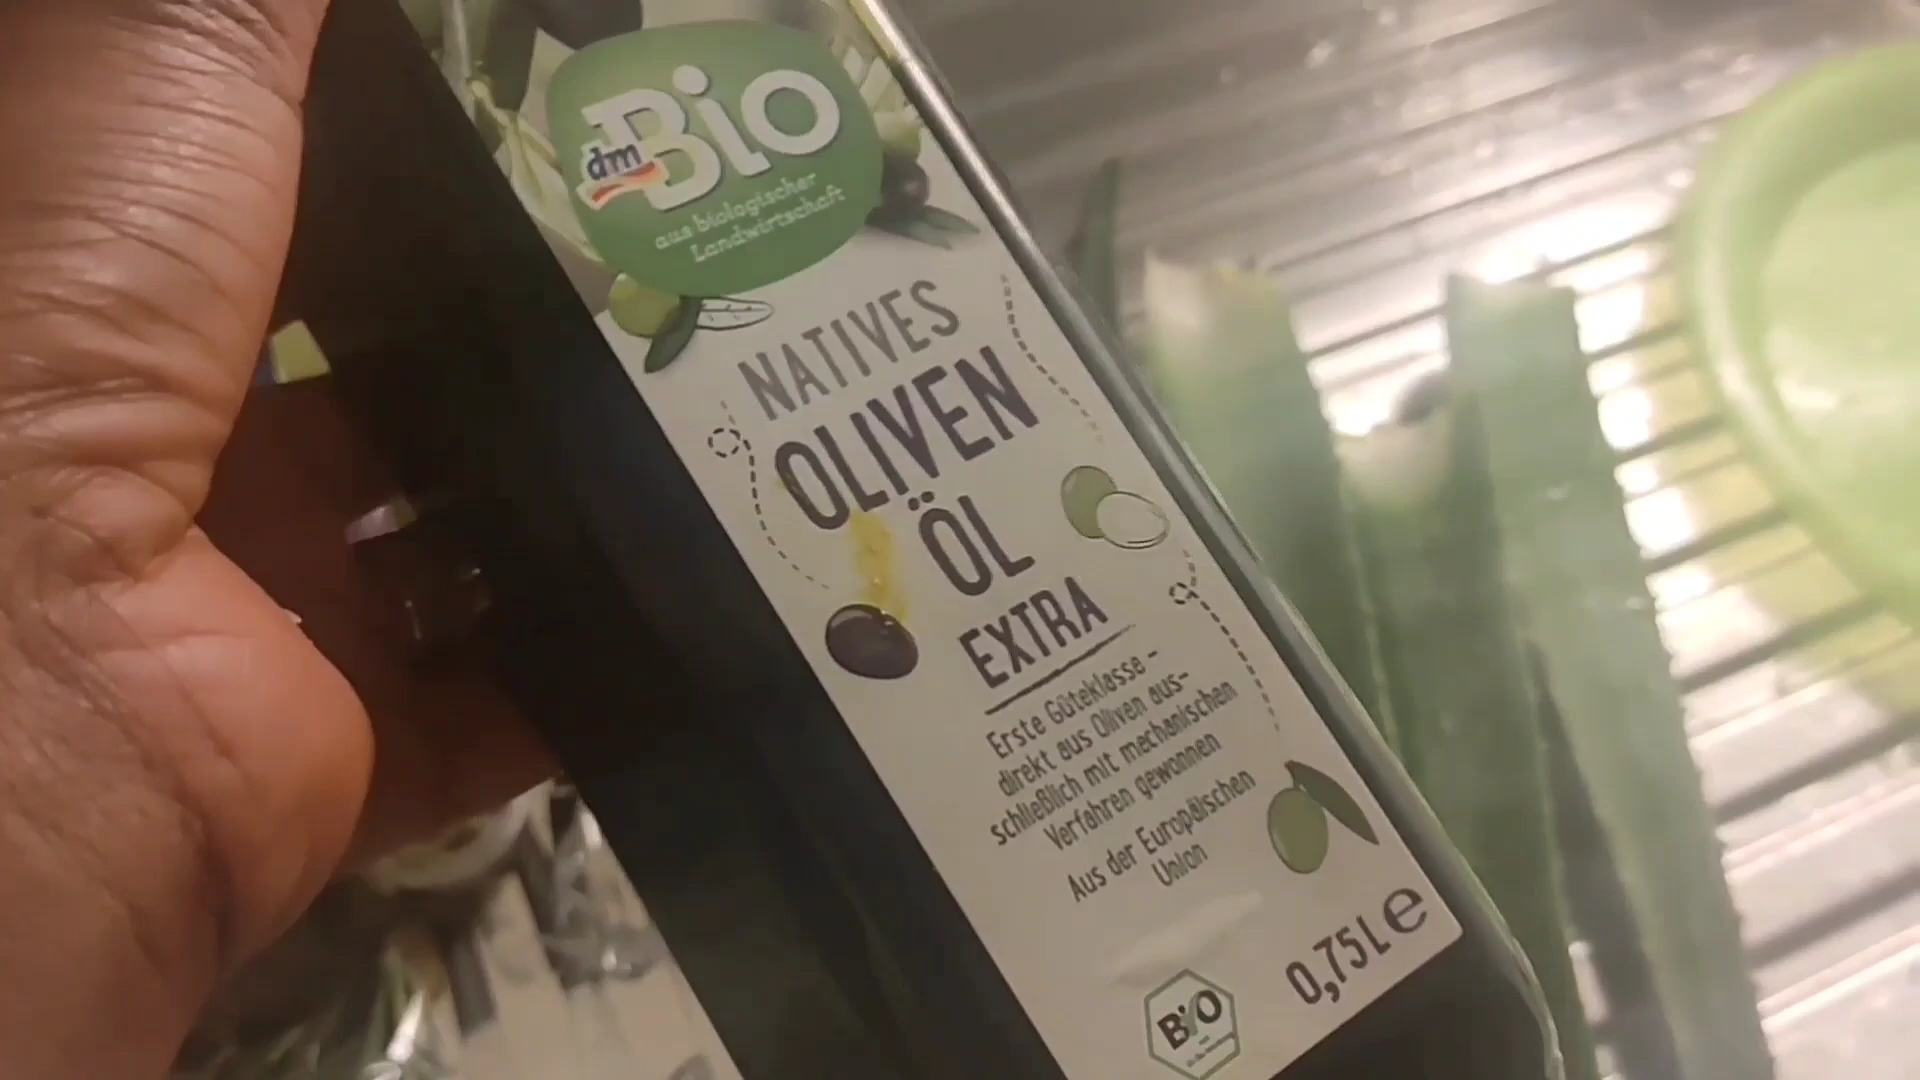 dm
Bio
aus biologischer
Landwirtschaft
NATIVES
OLIVEN
ÖL
EXTRA
Erste Güteklasse –
direkt aus Oliven aus-
schließlich mit mechanischen
Verfahren gewonnen
Aus der Europäischen
Union
0,75L e
BiO